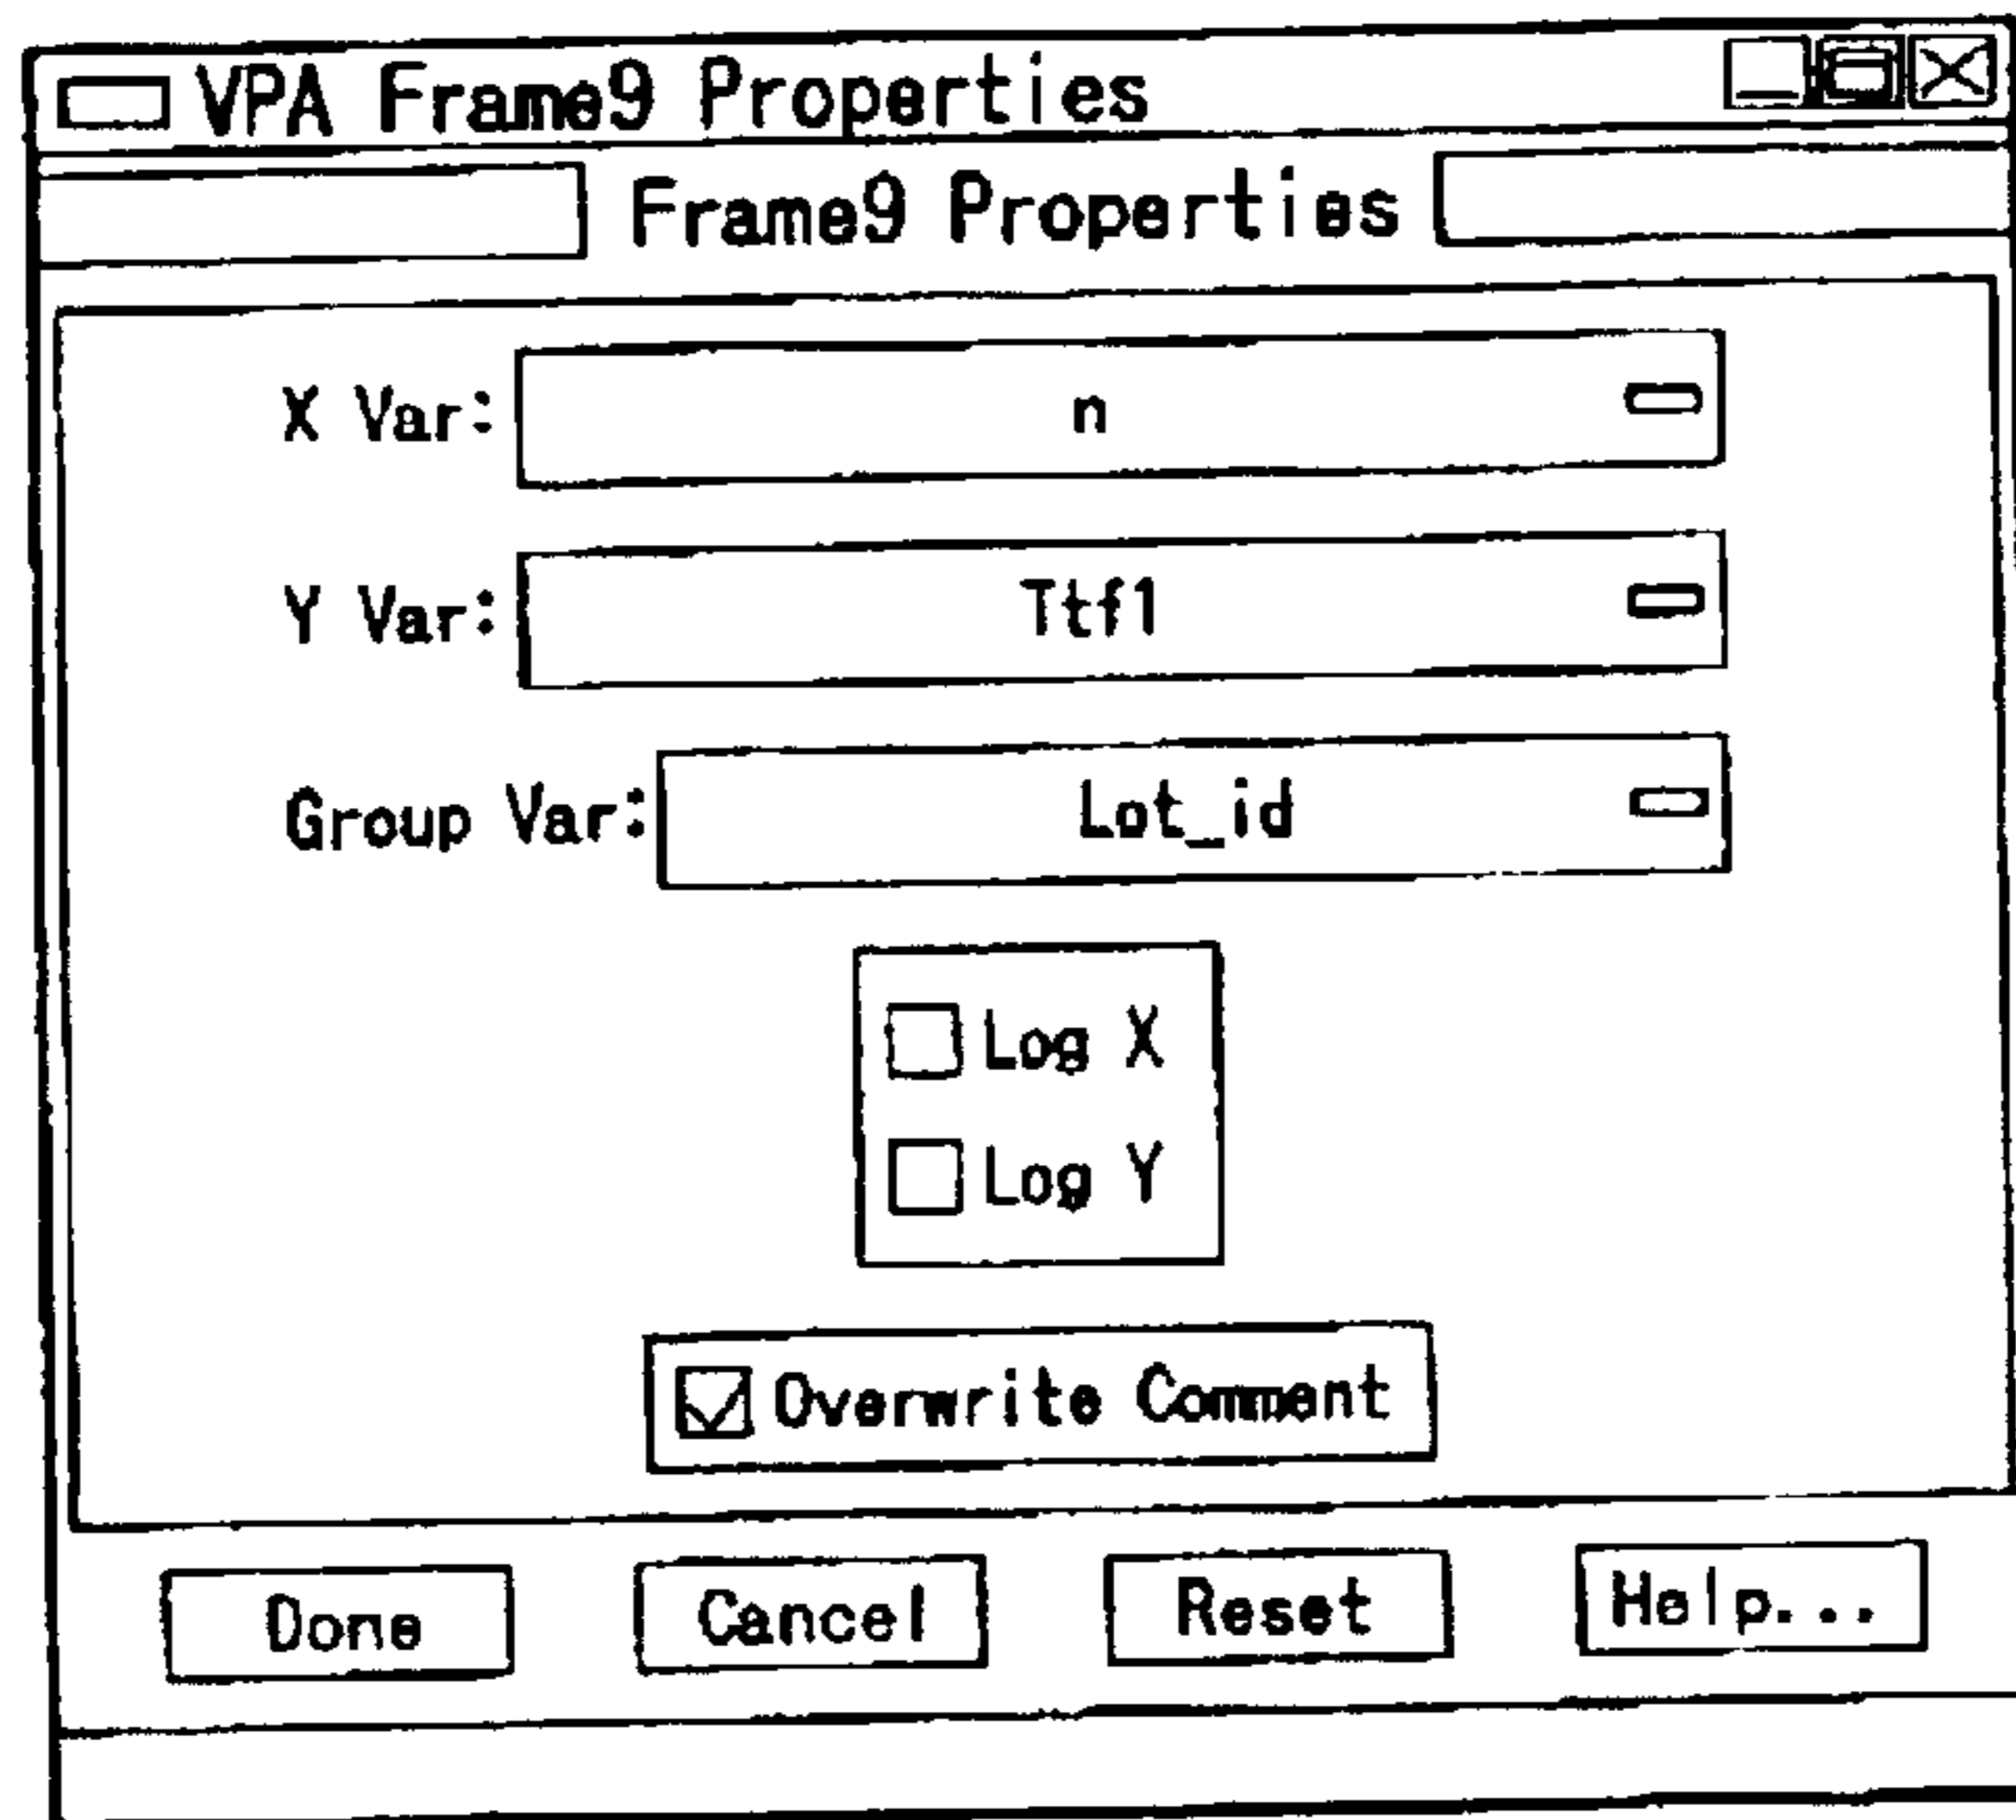 VPA Frame9 Properties
Frame9 Properties
X Var: n
Y Var: Ttf1
Group Var: Lot_id
Log X
Log Y
Overwrite Comment
Done Cancel Reset Help...